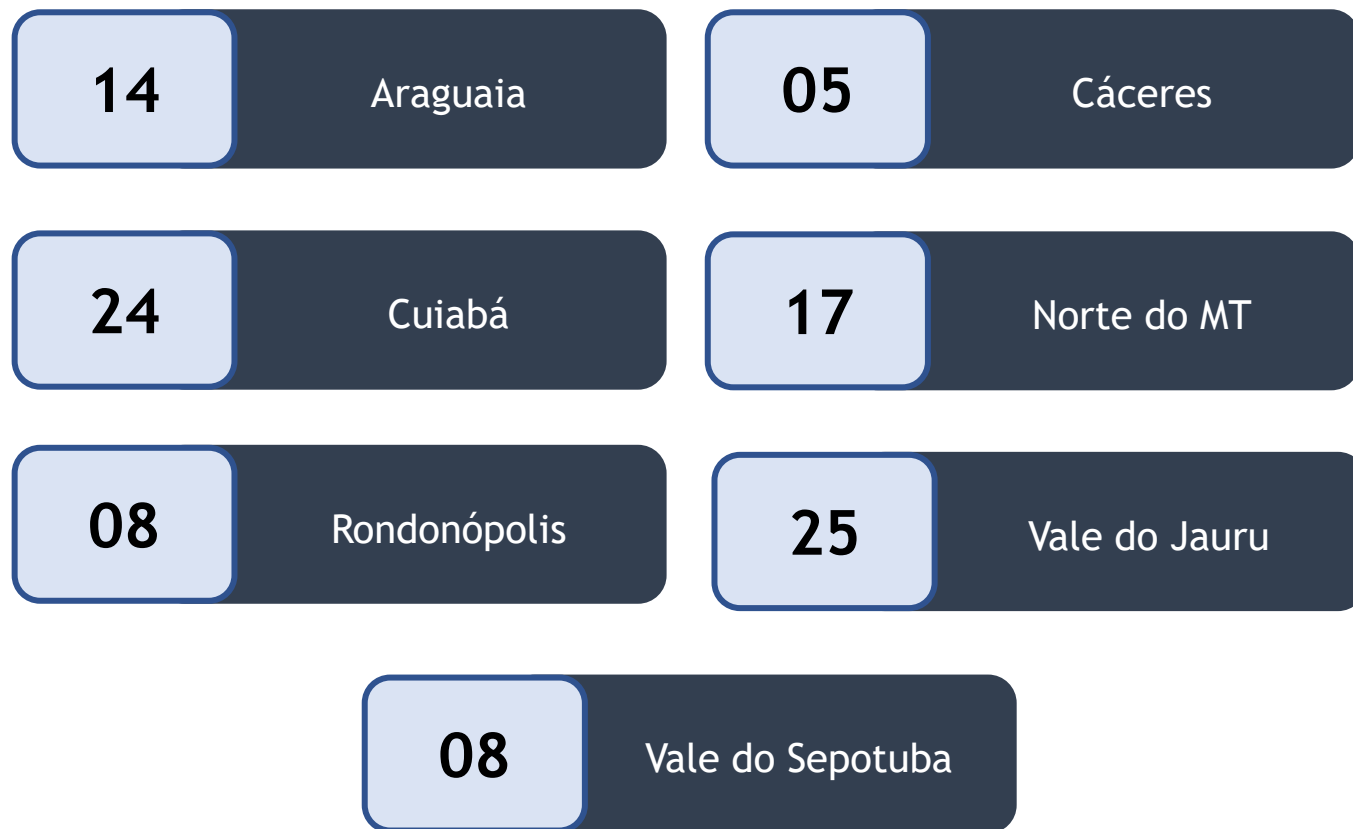 14 Araguaia
05 Cáceres
24 Cuiabá
17 Norte do MT
08 Rondonópolis
25 Vale do Jauru
08 Vale do Sepotuba